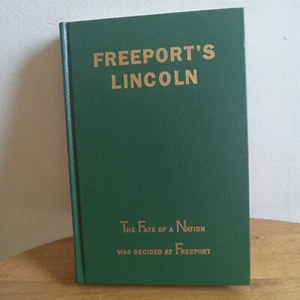 FREEPORT'S
LINCOLN
THE FATE OF A NATION
WAS DECIDED AT FREEPORT